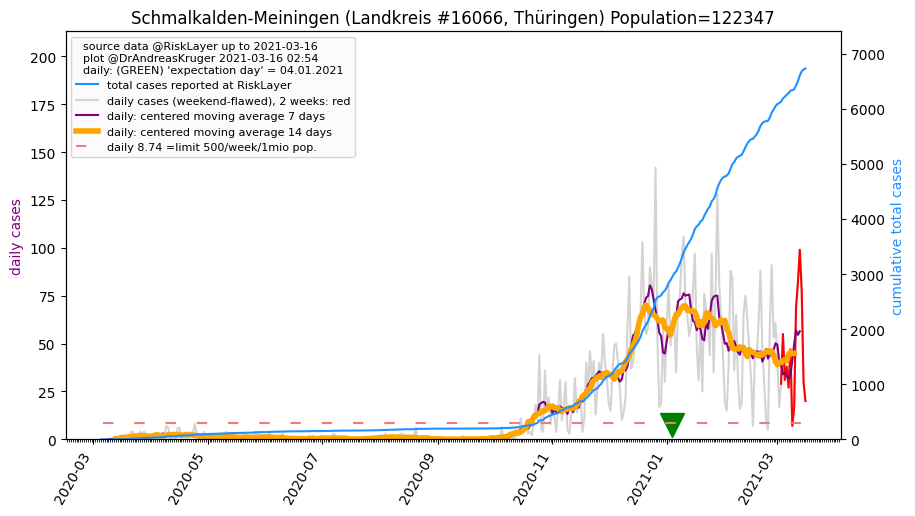 Schmalkalden-Meiningen (Landkreis #16066, Thüringen) Population=122347
source data @RiskLayer up to 2021-03-16
plot @DrAndreasKruger 2021-03-16 02:54
daily: (GREEN) 'expectation day' = 04.01.2021
total cases reported at RiskLayer
daily cases (weekend-flawed), 2 weeks: red
daily: centered moving average 7 days
daily: centered moving average 14 days
daily 8.74 =limit 500/week/1mio pop.
daily cases
200
175
150
125
100
75
50
25
0
7000
6000
5000
4000
3000
2000
1000
0
cumulative total cases
2020-03
2020-05
2020-07
2020-09
2020-11
2021-01
2021-03